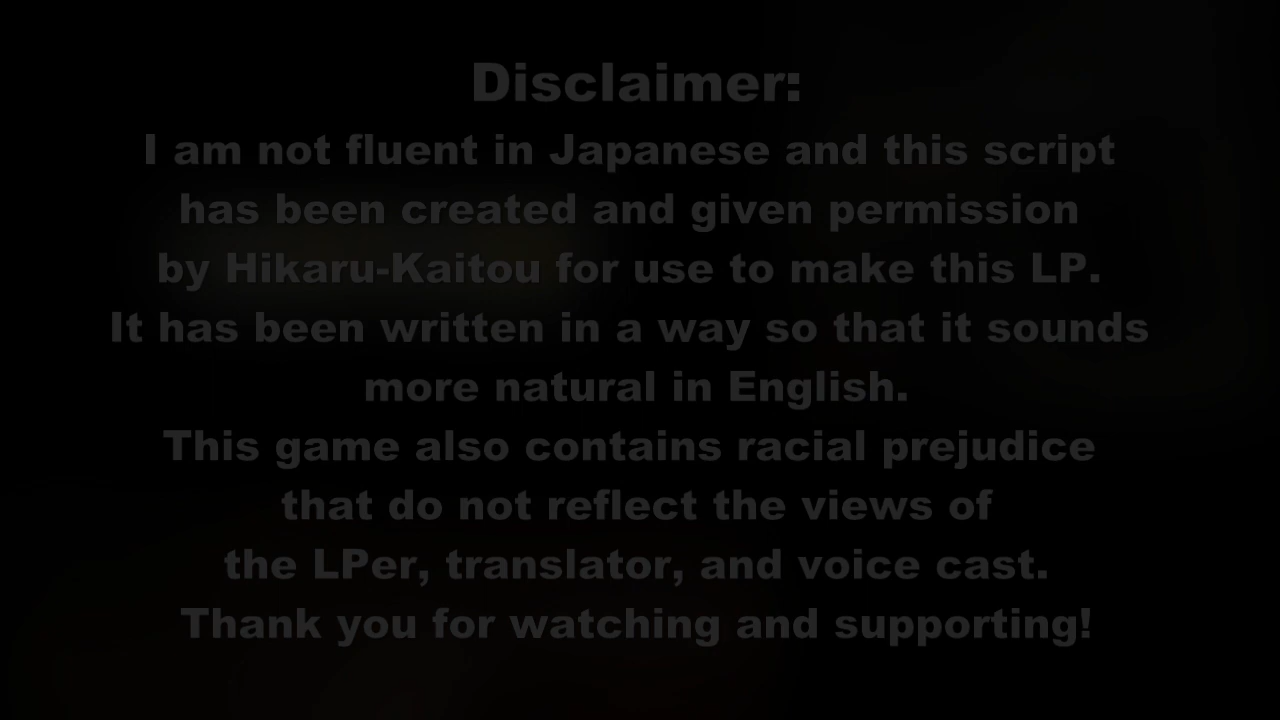 Disclaimer:
I am not fluent in Japanese and this script
has been created and given permission
by Hikaru-Kaitou for use to make this LP.
It has been written in a way so that it sounds
more natural in English.
This game also contains racial prejudice
that do not reflect the views of
the LPer, translator, and voice cast.
Thank you for watching and supporting!